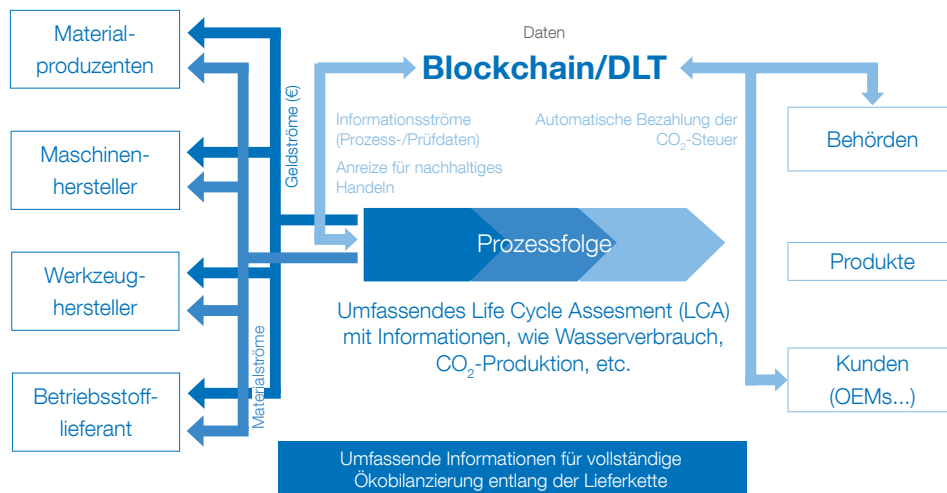 Material-
produzenten
Maschinen-
hersteller
Werkzeug-
hersteller
Betriebsstoff-
lieferant
Geldströme (€)
Materialströme
Daten
Blockchain/DLT
Informationsströme
(Prozess-/Prüfdaten)
Anreize für nachhaltiges
Handeln
Automatische Bezahlung der
CO₂-Steuer
Prozessfolge
Umfassendes Life Cycle Assesment (LCA)
mit Informationen, wie Wasserverbrauch,
CO₂-Produktion, etc.
Behörden
Produkte
Kunden
(OEMs...)
Umfassende Informationen für vollständige
Ökobilanzierung entlang der Lieferkette